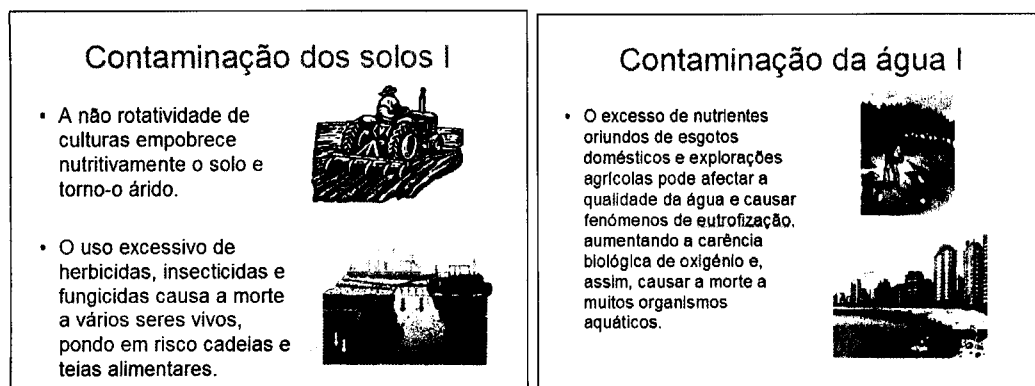 Contaminação dos solos I
• A não rotatividade de
culturas empobrece
nutritivamente o solo e
torno-o árido.
• O uso excessivo de
herbicidas, insecticidas e
fungicidas causa a morte
a vários seres vivos,
pondo em risco cadeias e
teias alimentares.
Contaminação da água I
• O excesso de nutrientes
oriundos de esgotos
domésticos e explorações
agrícolas pode afectar a
qualidade da água e causar
fenómenos de eutrofização,
aumentando a carência
biológica de oxigénio e,
assim, causar a morte a
muitos organismos
aquáticos.